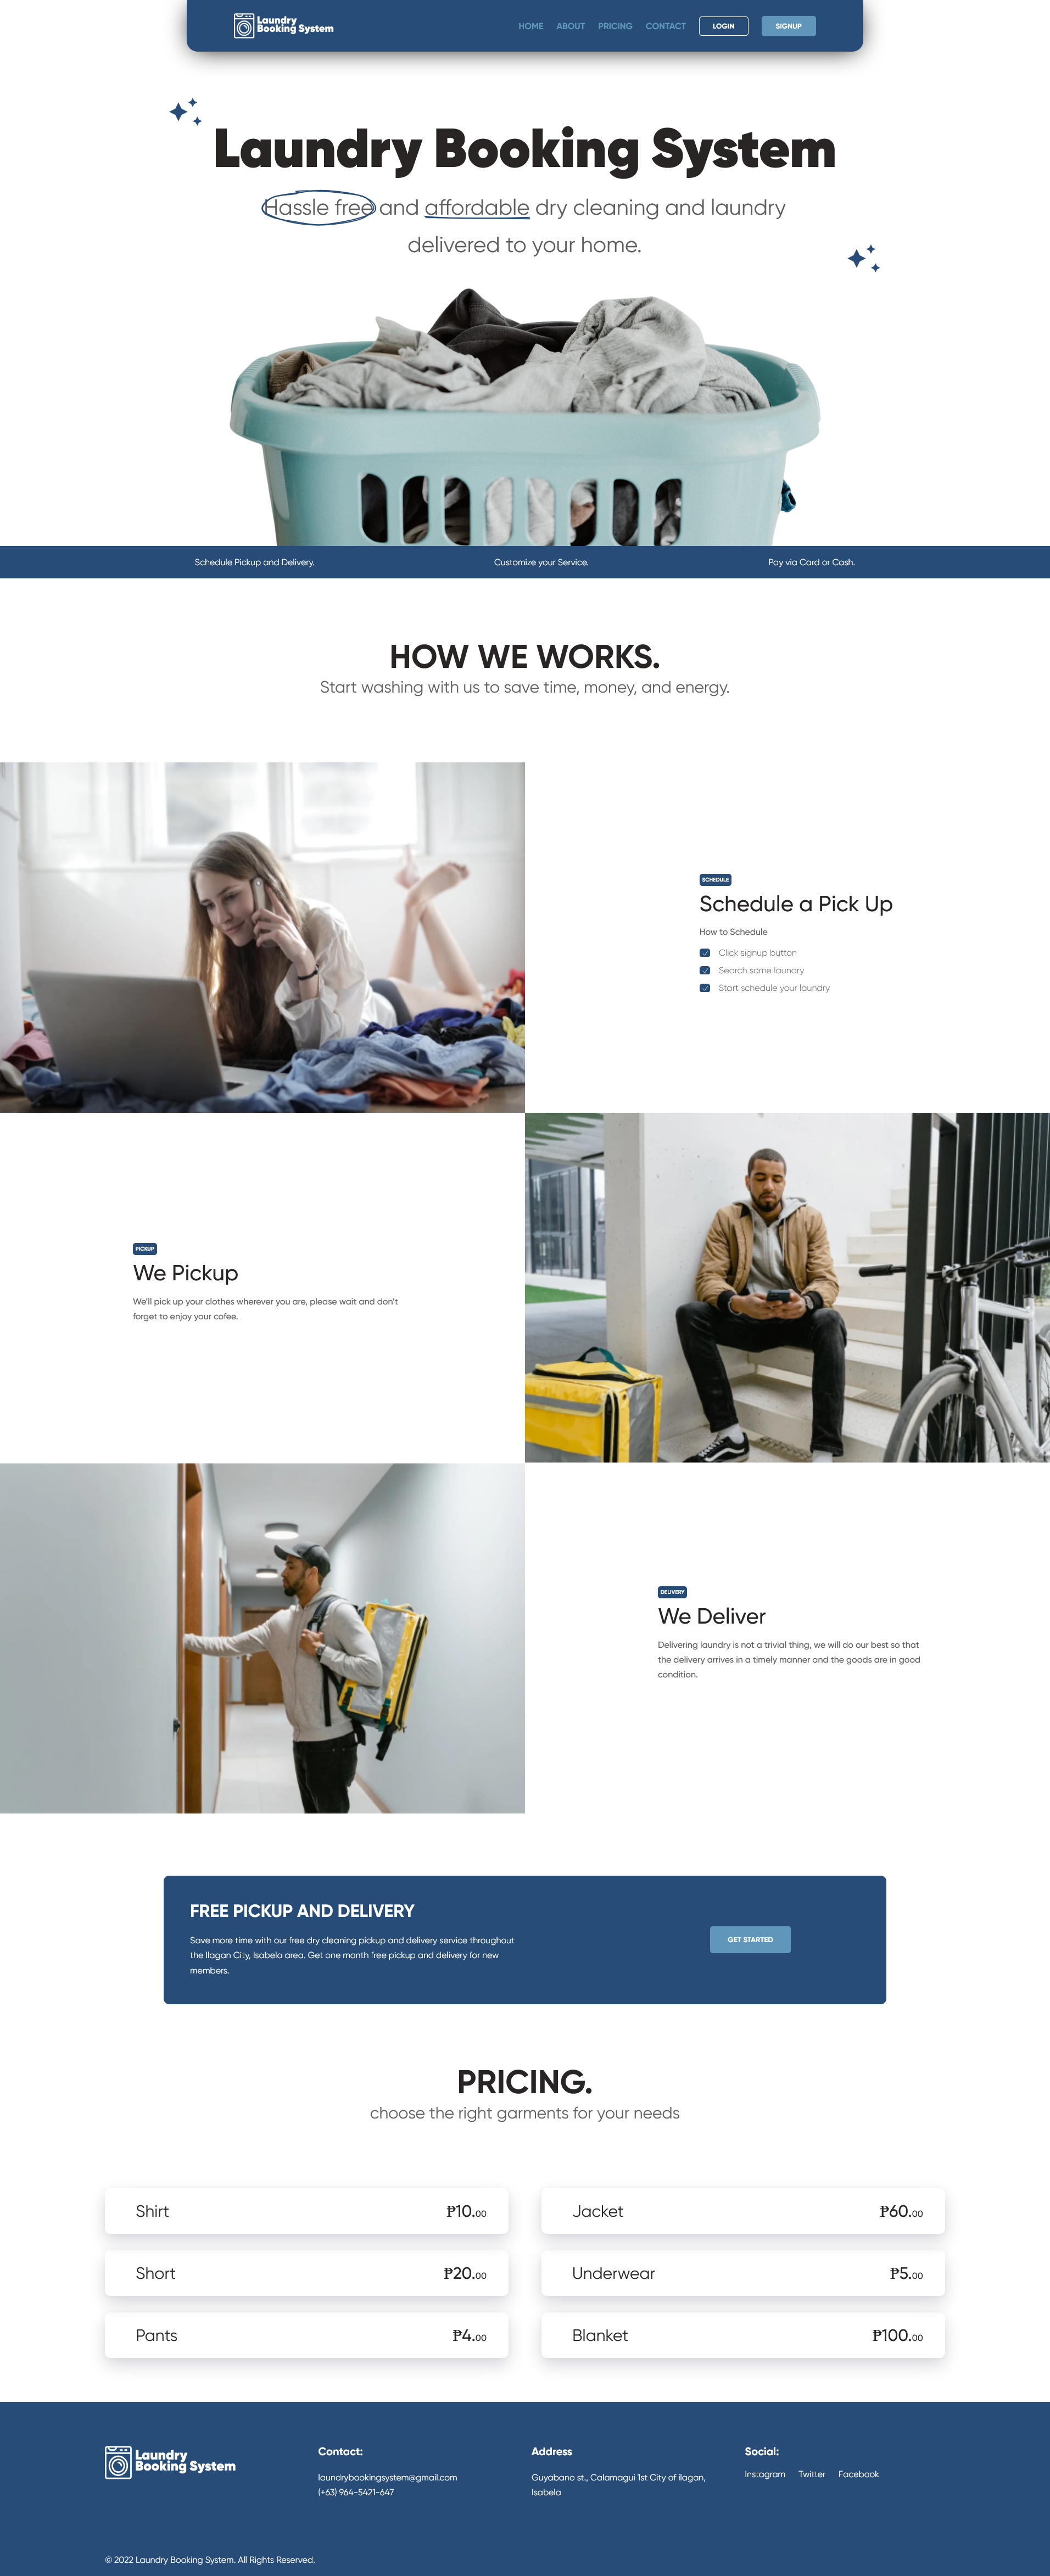 Laundry
Booking System
HOME ABOUT PRICING CONTACT LOGIN SIGNUP
Laundry Booking System
Hassle free and affordable dry cleaning and laundry
delivered to your home.
Schedule Pickup and Delivery. Customize your Service. Pay via Card or Cash.
HOW WE WORKS.
Start washing with us to save time, money, and energy.
SCHEDULE
Schedule a Pick Up
How to Schedule
Click signup button
Search some laundry
Start schedule your laundry
PICKUP
We Pickup
We'll pick up your clothes wherever you are, please wait and don't
forget to enjoy your cofee.
DELIVERY
We Deliver
Delivering laundry is not a trivial thing, we will do our best so that
the delivery arrives in a timely manner and the goods are in good
condition.
FREE PICKUP AND DELIVERY
Save more time with our free dry cleaning pickup and delivery service throughout
the Ilagan City, Isabela area. Get one month free pickup and delivery for new
members.
GET STARTED
PRICING.
choose the right garments for your needs
Shirt ₱10.00
Jacket ₱60.00
Short ₱20.00
Underwear ₱5.00
Pants ₱4.00
Blanket ₱100.00
Laundry
Booking System
Contact:
laundrybookingsystem@gmail.com
(+63) 964-5421-647
Address
Guyabano st., Calamagui 1st City of ilagan,
Isabela
Social:
Instagram Twitter Facebook
© 2022 Laundry Booking System. All Rights Reserved.